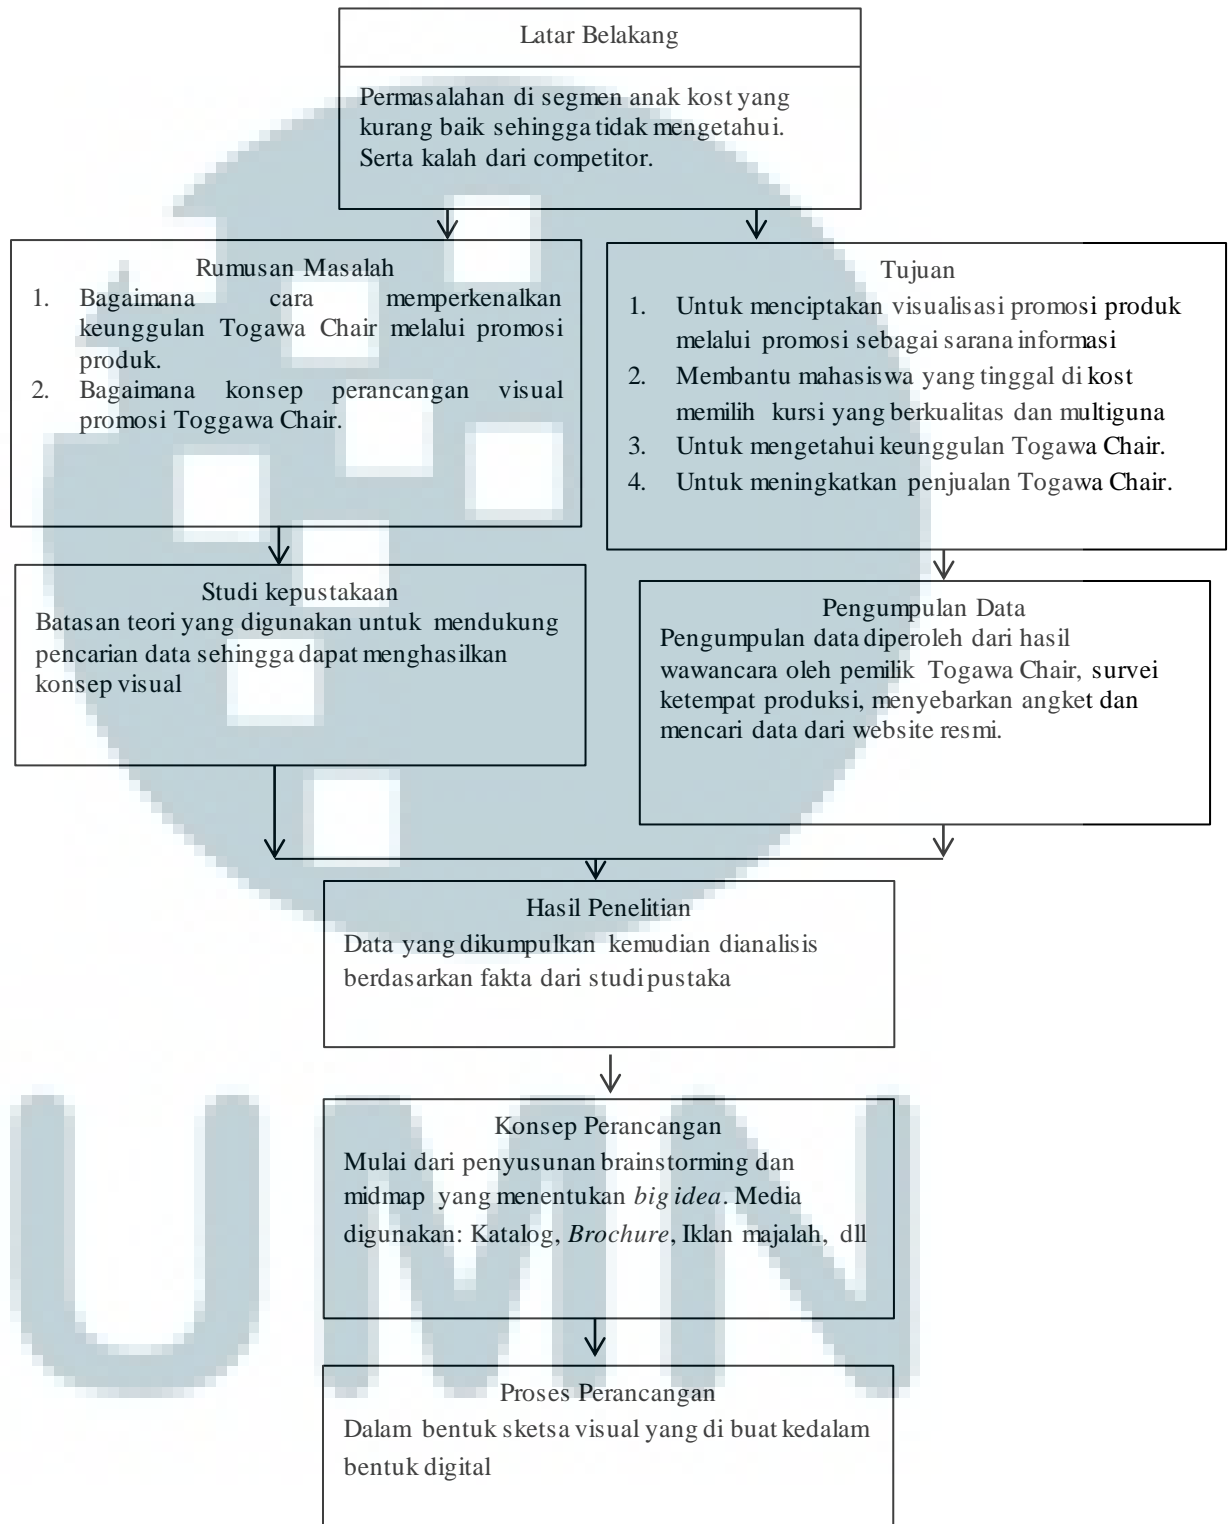 Latar Belakang
Permasalahan di segmen anak kost yang
kurang baik sehingga tidak mengetahui.
Serta kalah dari competitor.
Rumusan Masalah
1. Bagaimana cara memperkenalkan
keunggulan Togawa Chair melalui promosi
produk.
2. Bagaimana konsep perancangan visual
promosi Toggawa Chair.
Tujuan
1. Untuk menciptakan visualisasi promosi produk
melalui promosi sebagai sarana informasi
2. Membantu mahasiswa yang tinggal di kost
memilih kursi yang berkualitas dan multiguna
3. Untuk mengetahui keunggulan Togawa Chair.
4. Untuk meningkatkan penjualan Togawa Chair.
Studi kepustakaan
Batasan teori yang digunakan untuk mendukung
pencarian data sehingga dapat menghasilkan
konsep visual
Pengumpulan Data
Pengumpulan data diperoleh dari hasil
wawancara oleh pemilik Togawa Chair, survei
ketempat produksi, menyebarkan angket dan
mencari data dari website resmi.
Hasil Penelitian
Data yang dikumpulkan kemudian dianalisis
berdasarkan fakta dari studi pustaka
Konsep Perancangan
Mulai dari penyusunan brainstorming dan
midmap yang menentukan big idea. Media
digunakan: Katalog, Brochure, Iklan majalah, dll
Proses Perancangan
Dalam bentuk sketsa visual yang di buat kedalam
bentuk digital
UMN